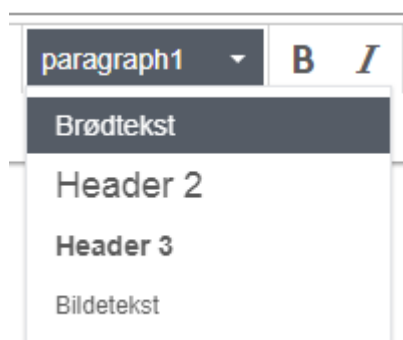 paragraph1 B I
Brødtekst
Header 2
Header 3
Bildetekst